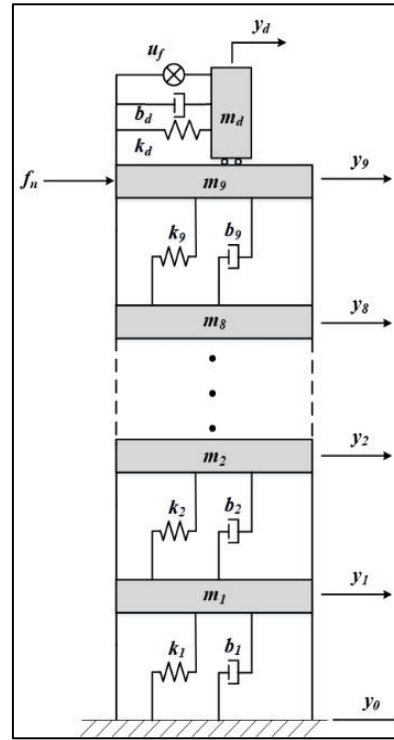 y_d
u_f
b_d
m_d
k_d
f_n
m_9
y_9
k_9
b_9
m_8
y_8
m_2
y_2
k_2
b_2
m_1
y_1
k_1
b_1
y_0